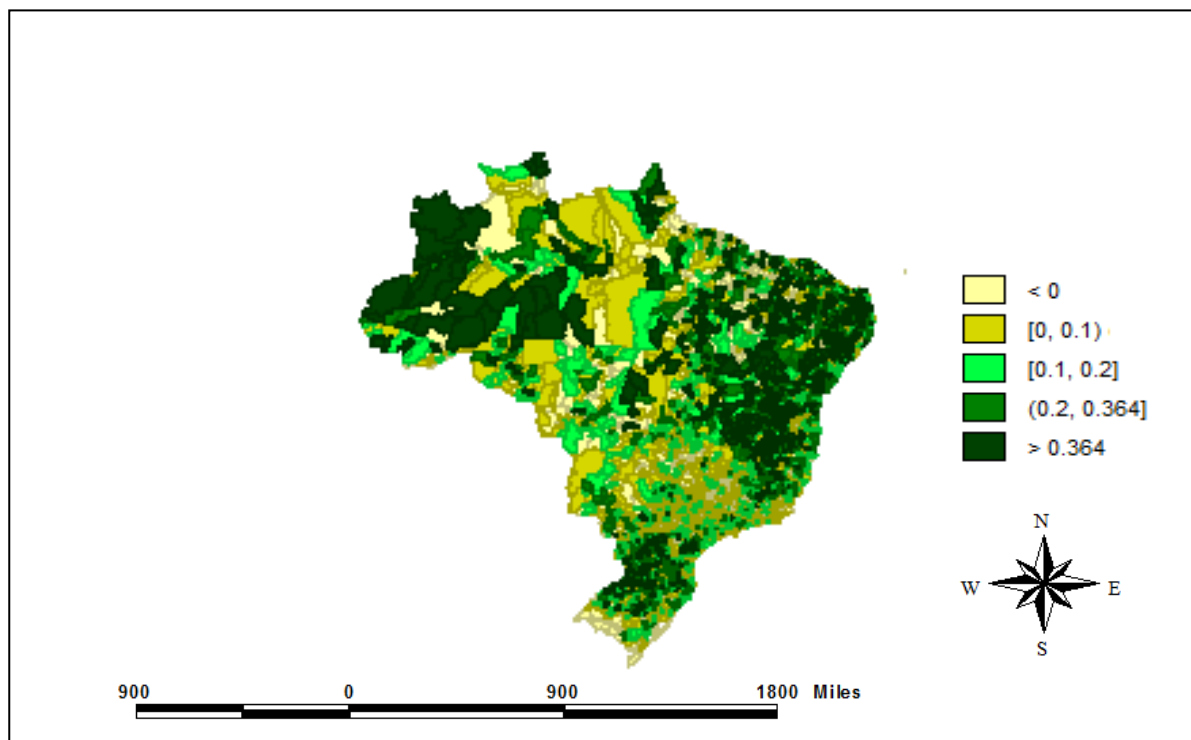 < 0
[0, 0.1)
[0.1, 0.2]
(0.2, 0.364]
> 0.364
N
W E
S
900 0 900 1800 Miles